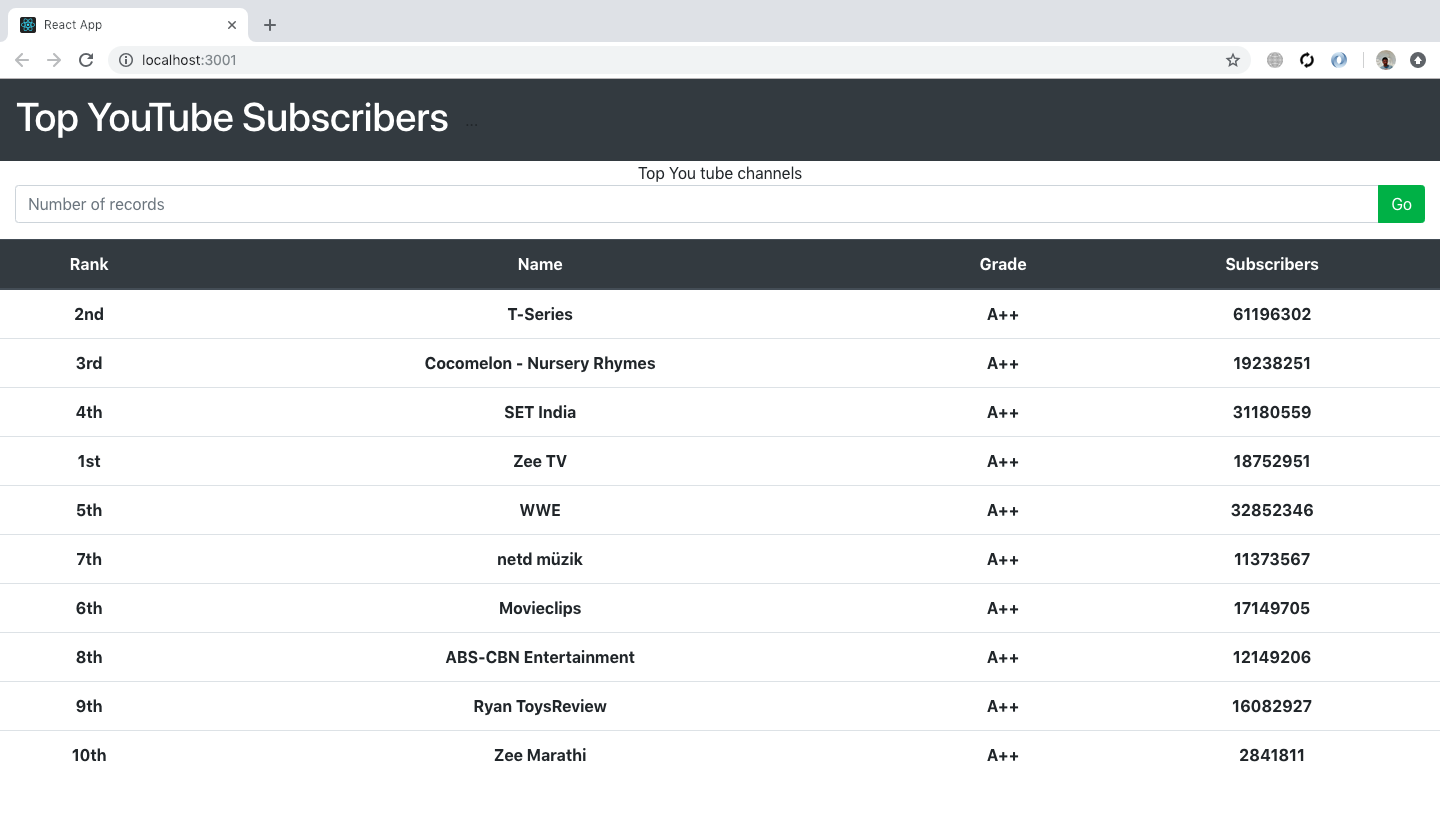 React App
localhost:3001
Top YouTube Subscribers ...
Top You tube channels
Number of records Go
Rank Name Grade Subscribers
2nd T-Series A++ 61196302
3rd Cocomelon - Nursery Rhymes A++ 19238251
4th SET India A++ 31180559
1st Zee TV A++ 18752951
5th WWE A++ 32852346
7th netd müzik A++ 11373567
6th Movieclips A++ 17149705
8th ABS-CBN Entertainment A++ 12149206
9th Ryan ToysReview A++ 16082927
10th Zee Marathi A++ 2841811